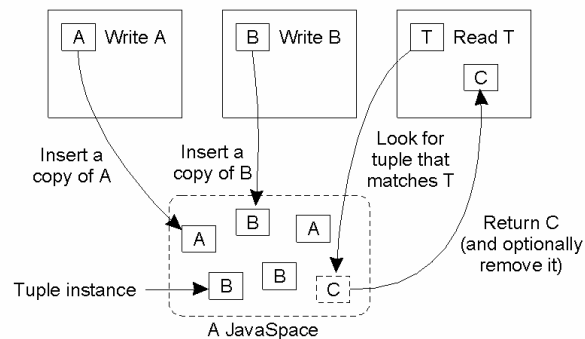 A Write A
B Write B
T Read T
C
Insert a
copy of A
Insert a
copy of B
Look for
tuple that
matches T
A
B
A
B
B
C
Return C
(and optionally
remove it)
Tuple instance
A JavaSpace